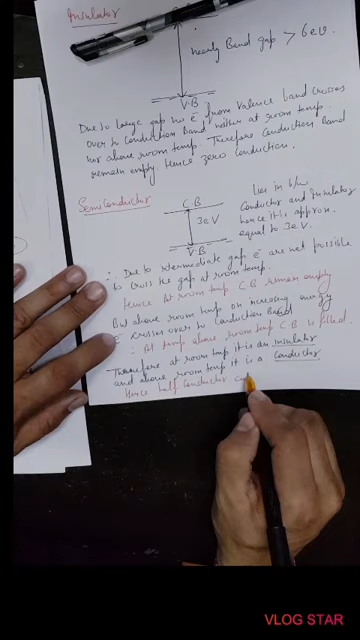 Insulator
nearly Band gap > 6 eV
V.B
Due to large gap no e⁻ from Valence band crosses
over to Conduction Band neither at room temp.
nor above room temp. Therefore Conduction Band
remain empty. Hence zero conduction.
Semiconductor
C.B
3eV
V.B
Lies in b/w
Conductor and Insulator
hence it is approx.
equal to 3eV.
∴ Due to intermediate gap e⁻ are not possible
to cross the gap at room temp.
Hence At room temp C.B remain empty
But above room temp on increasing energy
e⁻ crosses over to Conduction Band
∴ At temp above room temp C.B is filled.
Therefore at room temp it is an insulator
and above room temp it is a conductor
Hence half Conductor
VLOG STAR